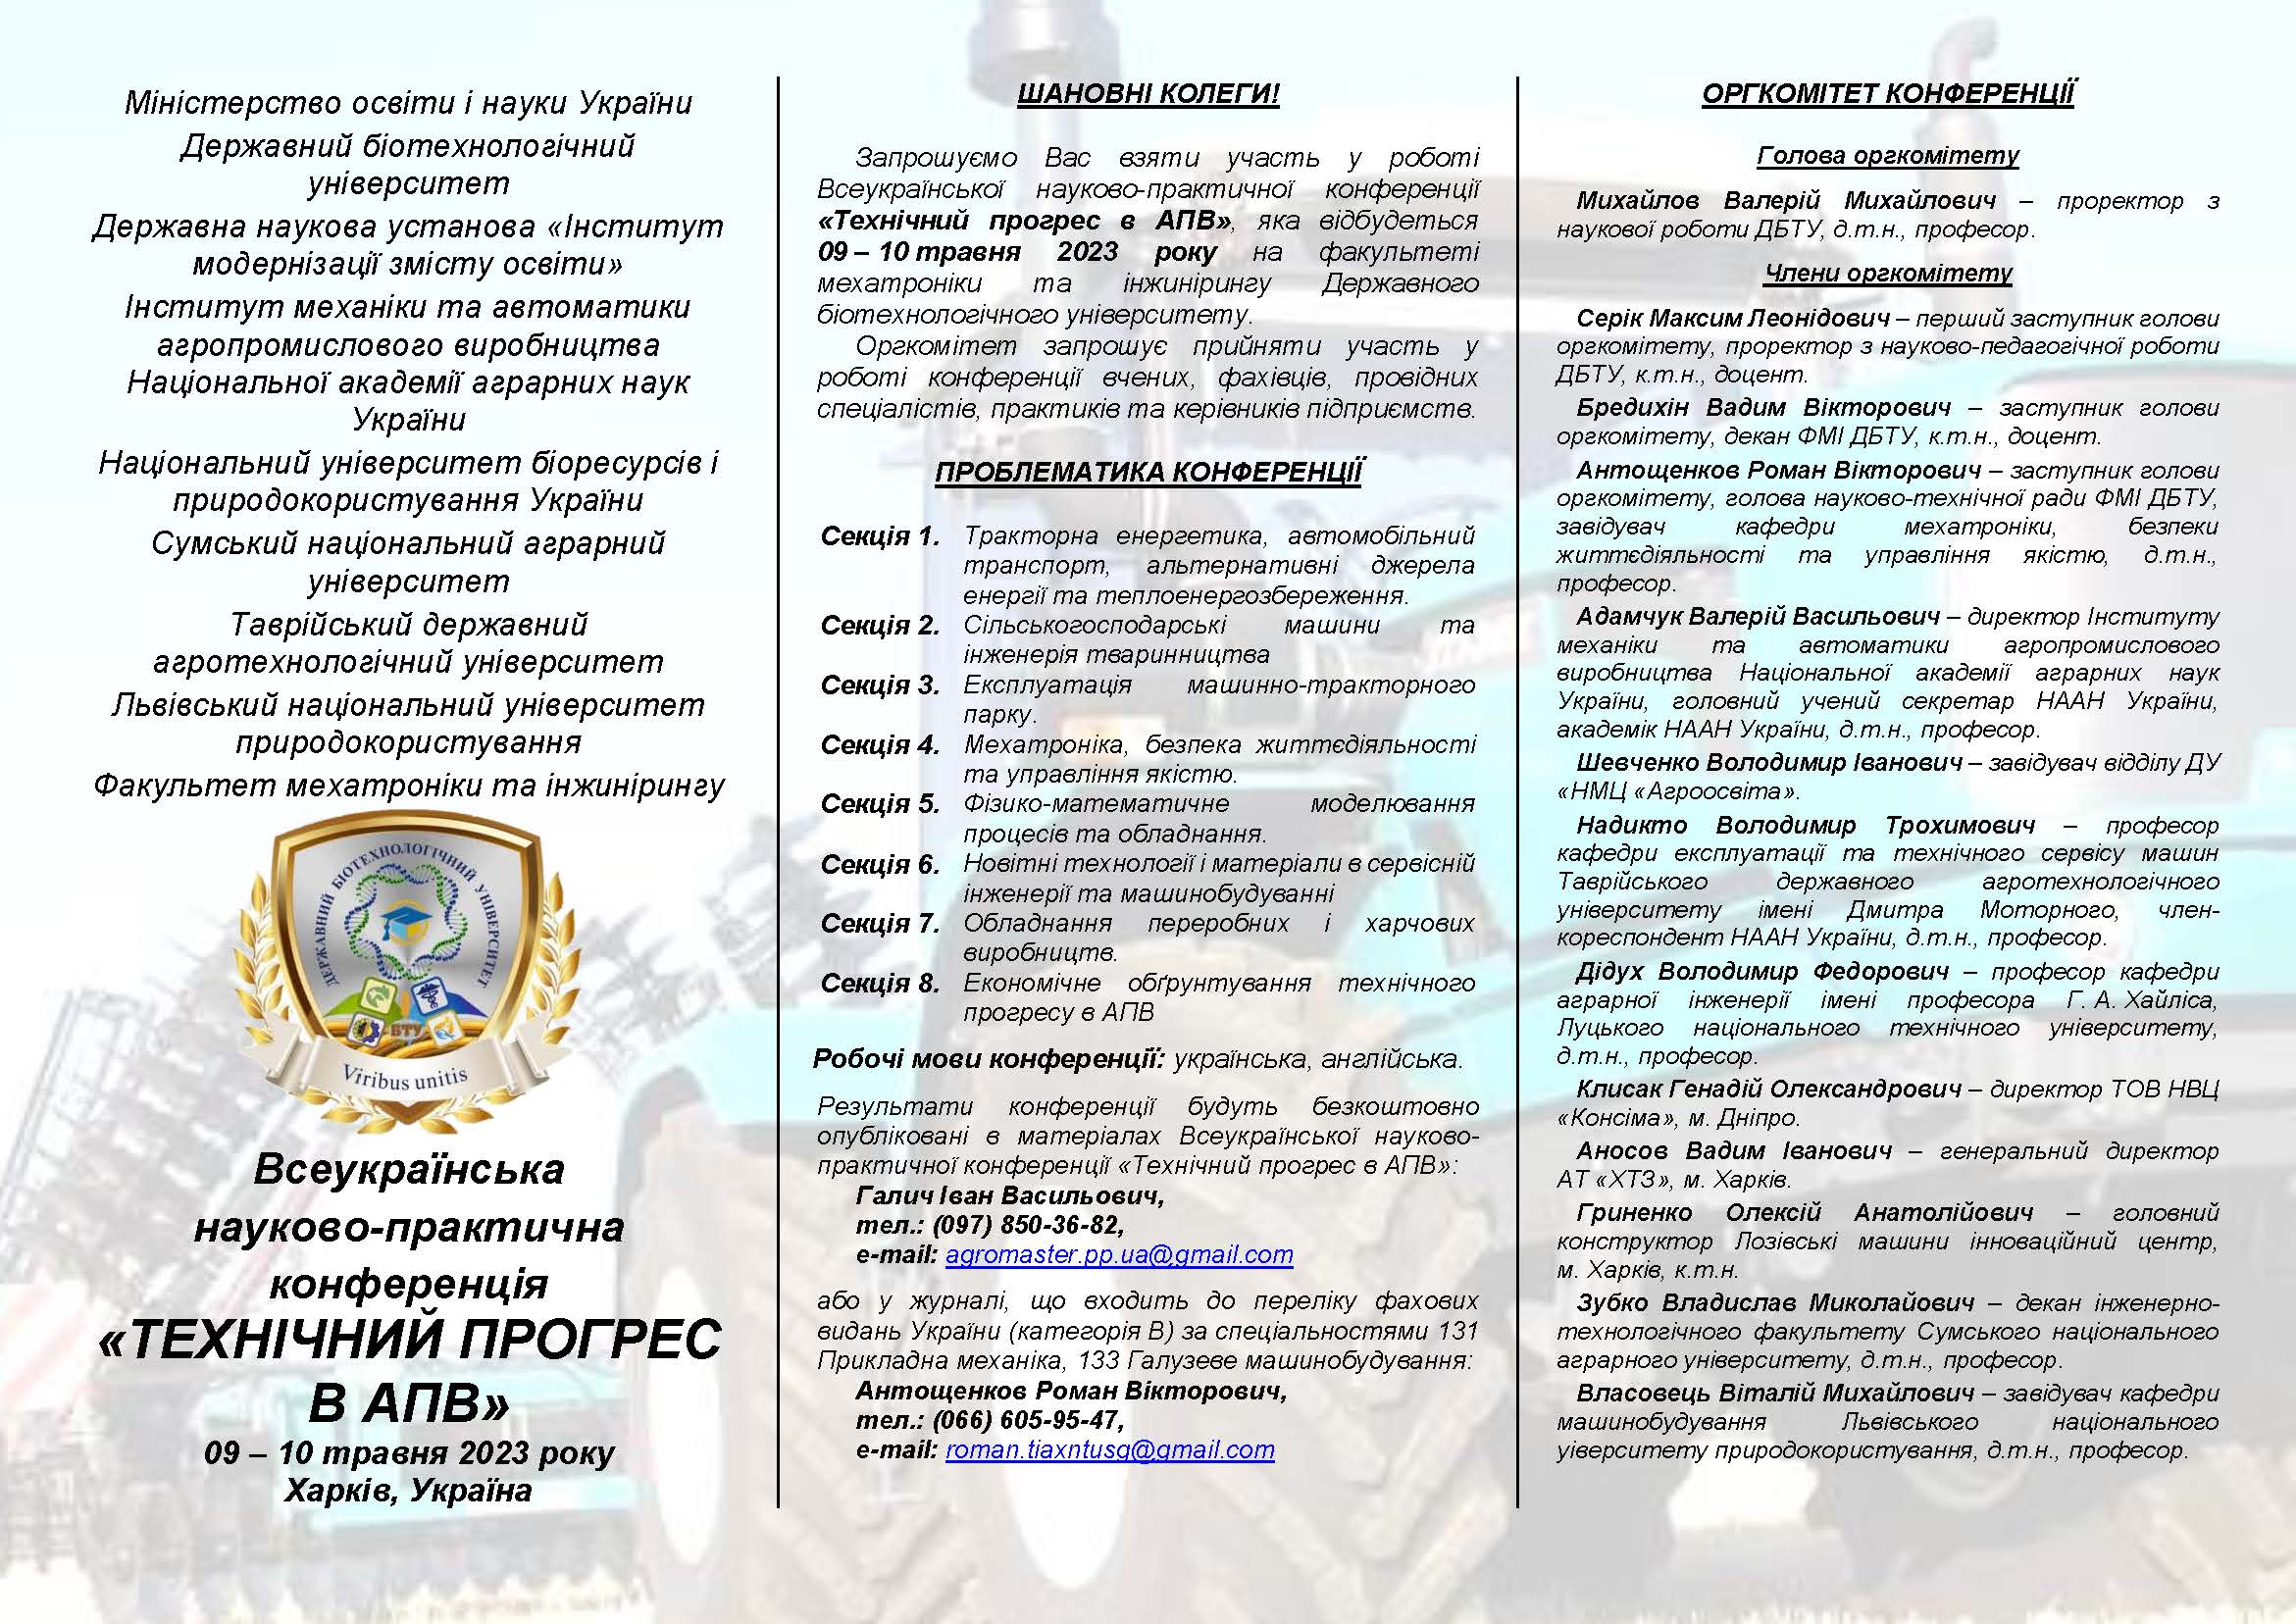 Міністерство освіти і науки України
Державний біотехнологічний
університет
Державна наукова установа «Інститут
модернізації змісту освіти»
Інститут механіки та автоматики
агропромислового виробництва
Національної академії аграрних наук
України
Національний університет біоресурсів і
природокористування України
Сумський національний аграрний
університет
Таврійський державний
агротехнологічний університет
Львівський національний університет
природокористування
Факультет мехатроніки та інжинірингу
ДЕРЖАВНИЙ БІОТЕХНОЛОГІЧНИЙ УНІВЕРСИТЕТ
БТУ
Viribus unitis
Всеукраїнська
науково-практична
конференція
«ТЕХНІЧНИЙ ПРОГРЕС
В АПВ»
09 – 10 травня 2023 року
Харків, Україна
ШАНОВНІ КОЛЕГИ!
Запрошуємо Вас взяти участь у роботі
Всеукраїнської науково-практичної конференції
«Технічний прогрес в АПВ», яка відбудеться
09 – 10 травня 2023 року на факультеті
мехатроніки та інжинірингу Державного
біотехнологічного університету.
Оргкомітет запрошує прийняти участь у
роботі конференції вчених, фахівців, провідних
спеціалістів, практиків та керівників підприємств.
ПРОБЛЕМАТИКА КОНФЕРЕНЦІЇ
Секція 1. Тракторна енергетика, автомобільний
транспорт, альтернативні джерела
енергії та теплоенергозбереження.
Секція 2. Сільськогосподарські машини та
інженерія тваринництва
Секція 3. Експлуатація машинно-тракторного
парку.
Секція 4. Мехатроніка, безпека життєдіяльності
та управління якістю.
Секція 5. Фізико-математичне моделювання
процесів та обладнання.
Секція 6. Новітні технології і матеріали в сервісній
інженерії та машинобудуванні
Секція 7. Обладнання переробних і харчових
виробництв.
Секція 8. Економічне обґрунтування технічного
прогресу в АПВ
Робочі мови конференції: українська, англійська.
Результати конференції будуть безкоштовно
опубліковані в матеріалах Всеукраїнської науково-
практичної конференції «Технічний прогрес в АПВ»:
Галич Іван Васильович,
тел.: (097) 850-36-82,
e-mail: agromaster.pp.ua@gmail.com
або у журналі, що входить до переліку фахових
видань України (категорія В) за спеціальностями 131
Прикладна механіка, 133 Галузеве машинобудування:
Антощенков Роман Вікторович,
тел.: (066) 605-95-47,
e-mail: roman.tiaxntusg@gmail.com
ОРГКОМІТЕТ КОНФЕРЕНЦІЇ
Голова оргкомітету
Михайлов Валерій Михайлович – проректор з
наукової роботи ДБТУ, д.т.н., професор.
Члени оргкомітету
Серік Максим Леонідович – перший заступник голови
оргкомітету, проректор з науково-педагогічної роботи
ДБТУ, к.т.н., доцент.
Бредихін Вадим Вікторович – заступник голови
оргкомітету, декан ФМІ ДБТУ, к.т.н., доцент.
Антощенков Роман Вікторович – заступник голови
оргкомітету, голова науково-технічної ради ФМІ ДБТУ,
завідувач кафедри мехатроніки, безпеки
життєдіяльності та управління якістю, д.т.н.,
професор.
Адамчук Валерій Васильович – директор Інституту
механіки та автоматики агропромислового
виробництва Національної академії аграрних наук
України, головний учений секретар НААН України,
академік НААН України, д.т.н., професор.
Шевченко Володимир Іванович – завідувач відділу ДУ
«НМЦ «Агроосвіта».
Надикто Володимир Трохимович – професор
кафедри експлуатації та технічного сервісу машин
Таврійського державного агротехнологічного
університету імені Дмитра Моторного, член-
кореспондент НААН України, д.т.н., професор.
Дідух Володимир Федорович – професор кафедри
аграрної інженерії імені професора Г. А. Хайліса,
Луцького національного технічного університету,
д.т.н., професор.
Клисак Генадій Олександрович – директор ТОВ НВЦ
«Консіма», м. Дніпро.
Аносов Вадим Іванович – генеральний директор
АТ «ХТЗ», м. Харків.
Гриненко Олексій Анатолійович – головний
конструктор Лозівські машини інноваційний центр,
м. Харків, к.т.н.
Зубко Владислав Миколайович – декан інженерно-
технологічного факультету Сумського національного
аграрного університету, д.т.н., професор.
Власовець Віталій Михайлович – завідувач кафедри
машинобудування Львівського національного
уіверситету природокористування, д.т.н., професор.